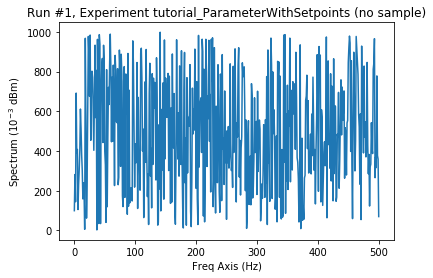 Run #1, Experiment tutorial_ParameterWithSetpoints (no sample)
1000
800
600
400
200
0
Spectrum (10⁻³ dBm)
0 100 200 300 400 500
Freq Axis (Hz)